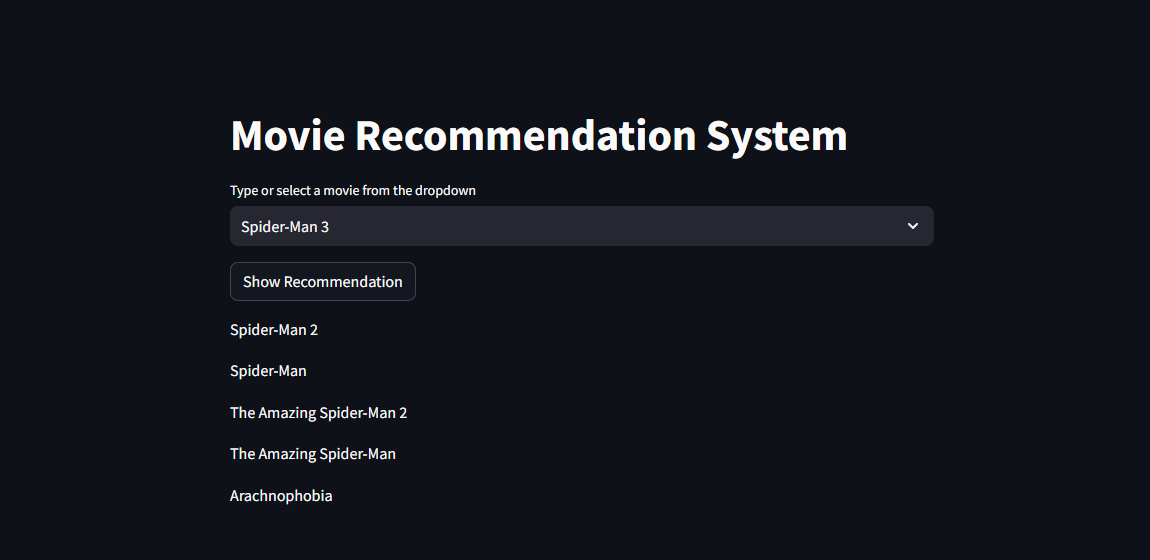 Movie Recommendation System
Type or select a movie from the dropdown
Spider-Man 3
Show Recommendation
Spider-Man 2
Spider-Man
The Amazing Spider-Man 2
The Amazing Spider-Man
Arachnophobia